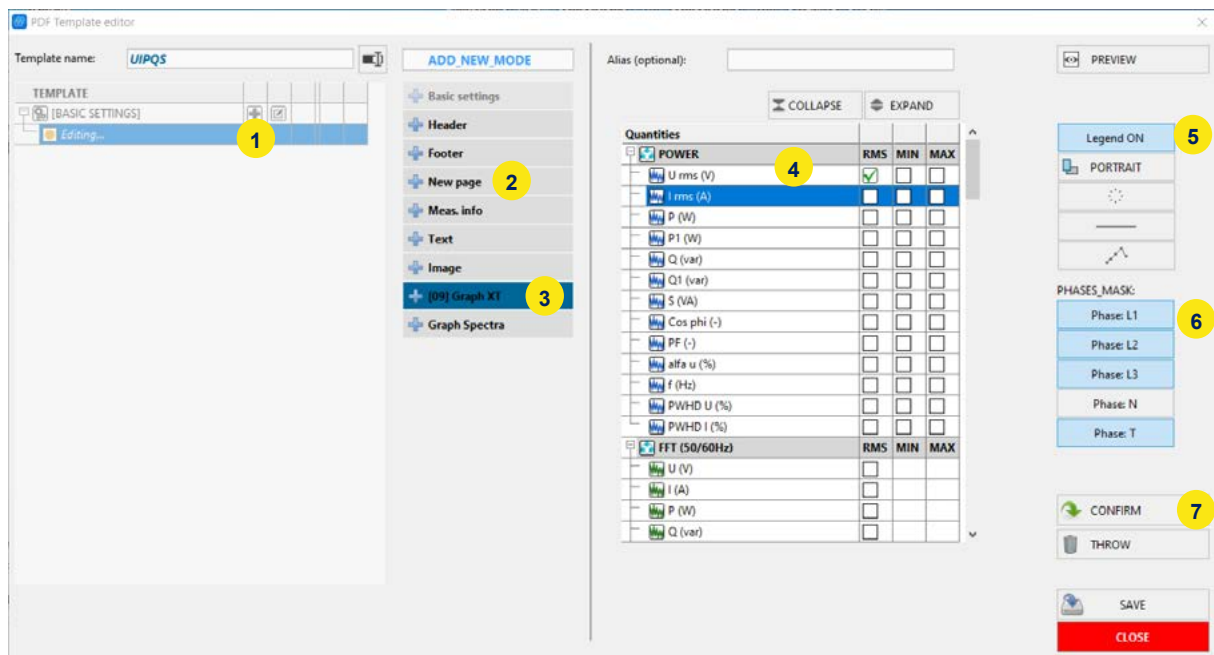 PDF Template editor
Template name: UIPQS
TEMPLATE
[BASIC SETTINGS]
Editing...
1
ADD_NEW_MODE
Basic settings
Header
Footer
New page 2
Meas. info
Text
Image
[09] Graph XT 3
Graph Spectra
Alias (optional):
COLLAPSE EXPAND
Quantities
POWER 4 RMS MIN MAX
U rms (V)
I rms (A)
P (W)
P1 (W)
Q (var)
Q1 (var)
S (VA)
Cos phi (-)
PF (-)
alfa u (%)
f (Hz)
PWHD U (%)
PWHD I (%)
FFT (50/60Hz) RMS MIN MAX
U (V)
I (A)
P (W)
Q (var)
PREVIEW
Legend ON 5
PORTRAIT
PHASES_MASK:
Phase: L1 6
Phase: L2
Phase: L3
Phase: N
Phase: T
CONFIRM 7
THROW
SAVE
CLOSE